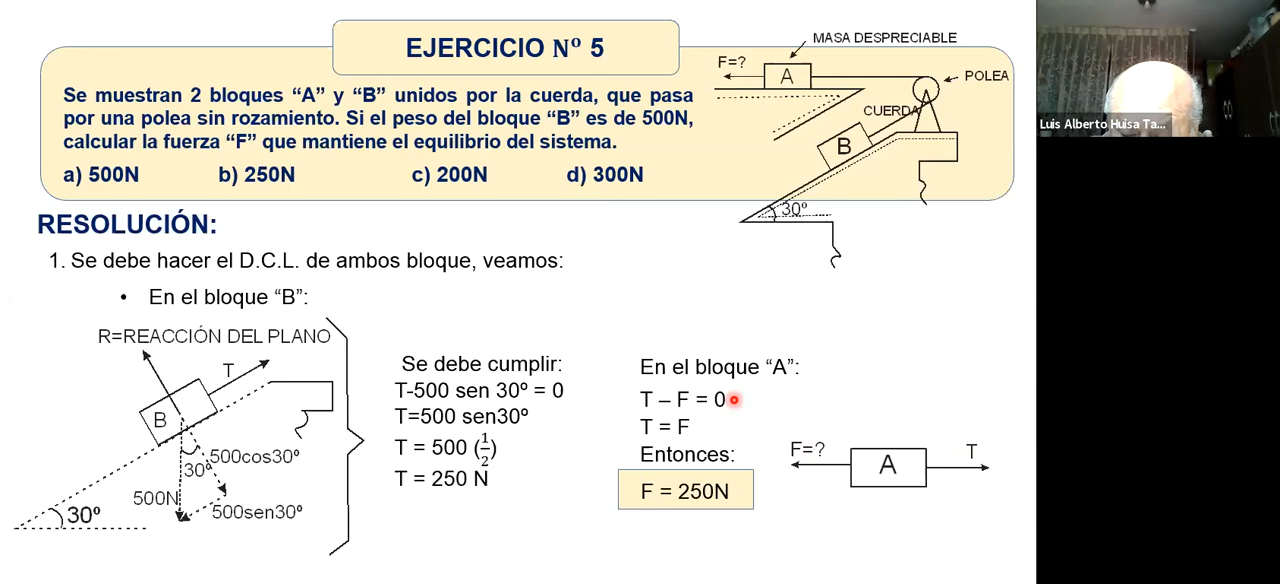 EJERCICIO Nº 5
Se muestran 2 bloques “A” y “B” unidos por la cuerda, que pasa
por una polea sin rozamiento. Si el peso del bloque “B” es de 500N,
calcular la fuerza “F” que mantiene el equilibrio del sistema.
a) 500N b) 250N c) 200N d) 300N
MASA DESPRECIABLE
F=?
A
POLEA
CUERDA
B
30º
Luis Alberto Huisa Ta...
RESOLUCIÓN:
1. Se debe hacer el D.C.L. de ambos bloque, veamos:
• En el bloque “B”:
R=REACCIÓN DEL PLANO
T
B
500cos30º
30º
500N
500sen30º
30º
Se debe cumplir:
T-500 sen 30º = 0
T=500 sen30º
T = 500 (1/2)
T = 250 N
En el bloque “A”:
T – F = 0
T = F
Entonces:
F = 250N
F=?
A
T